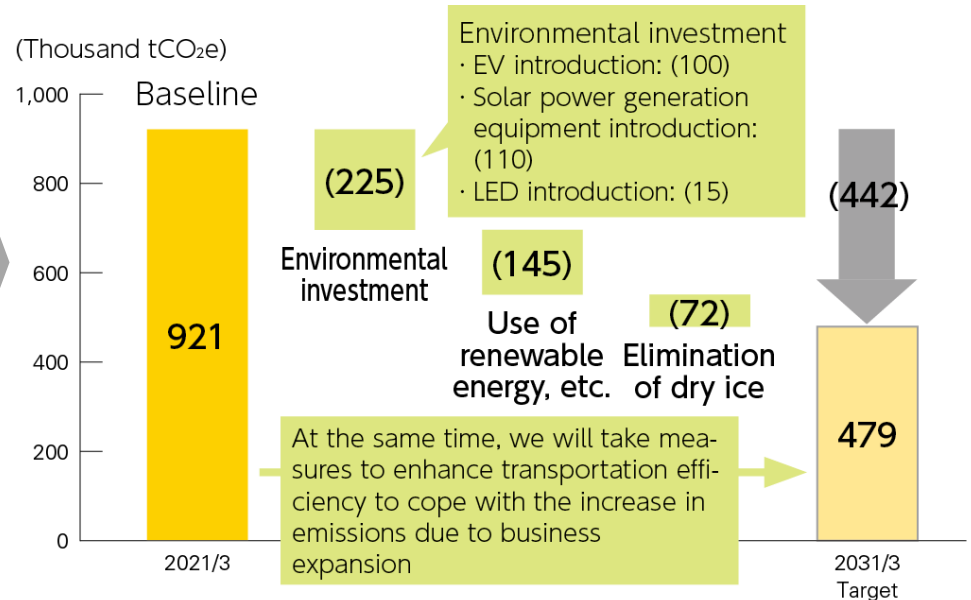 (Thousand tCO₂e)
1,000
800
600
400
200
0
Baseline
921
2021/3
(225)
Environmental
investment
Environmental investment
· EV introduction: (100)
· Solar power generation
equipment introduction:
(110)
· LED introduction: (15)
(145)
Use of
renewable
energy, etc.
(72)
Elimination
of dry ice
At the same time, we will take mea-
sures to enhance transportation effi-
ciency to cope with the increase in
emissions due to business
expansion
(442)
479
2031/3
Target